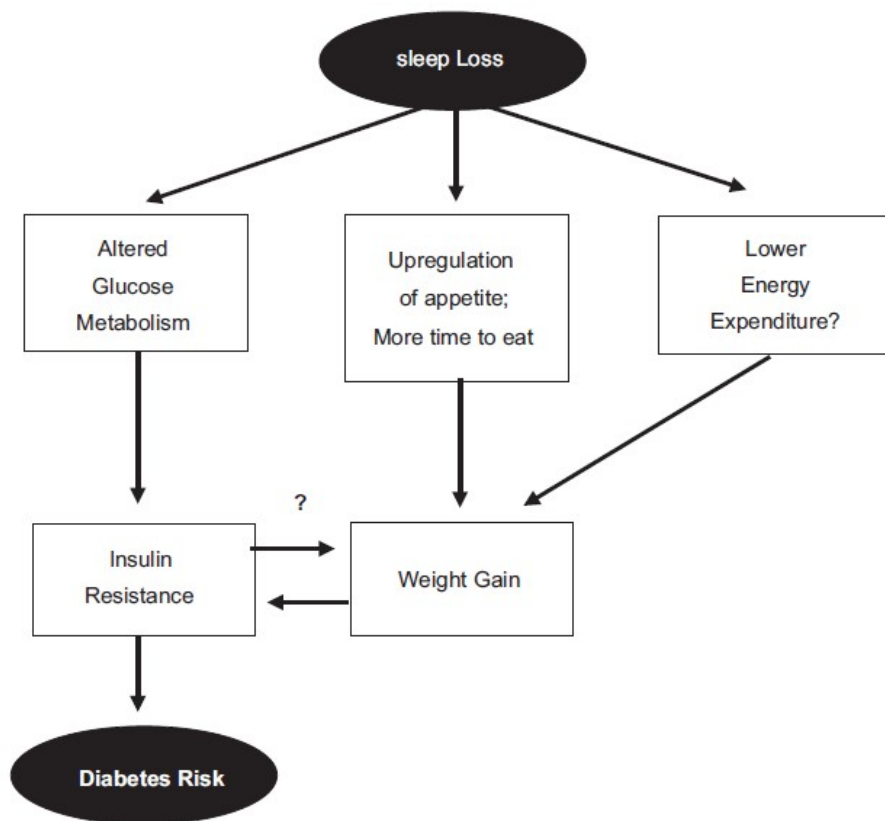 sleep Loss
Altered
Glucose
Metabolism
Upregulation
of appetite;
More time to eat
Lower
Energy
Expenditure?
?
Insulin
Resistance
Weight Gain
Diabetes Risk